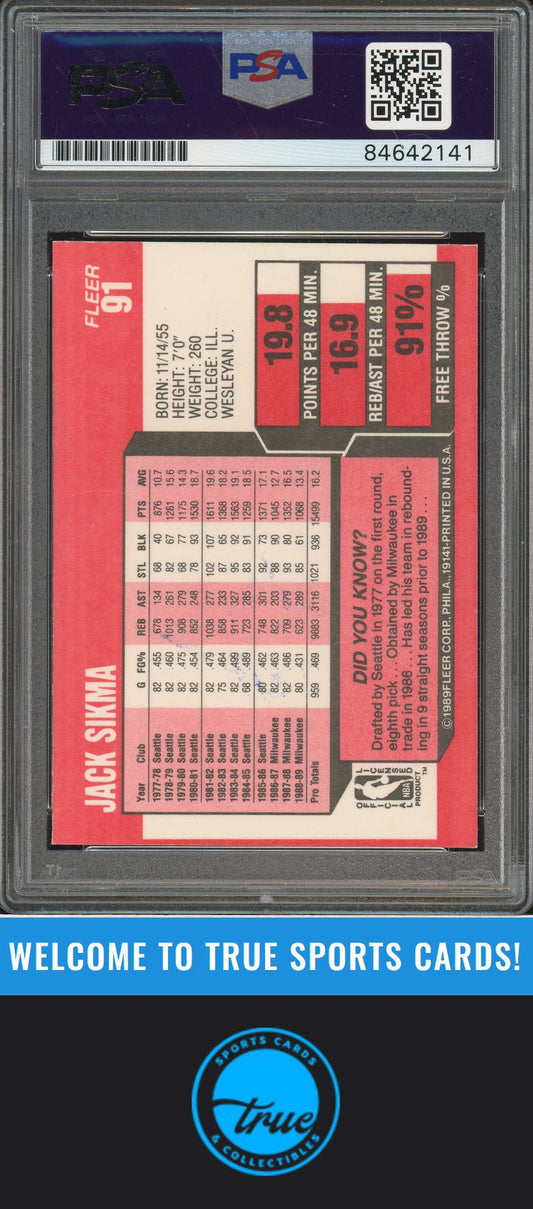 PSA
PSA
84642141
FLEER
91
JACK SIKMA
BORN: 11/14/55
HEIGHT: 7'0"
WEIGHT: 260
COLLEGE: ILL.
WESLEYAN U.
Year Club G FG% REB AST STL BLK PTS AVG
1977-78 Seattle 82 .455 678 134 68 40 876 10.7
1978-79 Seattle 82 .460 1013 261 82 67 1281 15.6
1979-80 Seattle 82 .475 908 279 68 77 1175 14.3
1980-81 Seattle 82 .454 852 248 78 93 1530 18.7
1981-82 Seattle 82 .479 1038 277 102 107 1611 19.6
1982-83 Seattle 75 .464 858 233 87 65 1368 18.2
1983-84 Seattle 82 .499 911 327 95 92 1563 19.1
1984-85 Seattle 68 .489 723 285 83 91 1259 18.5
1985-86 Seattle 80 .462 748 301 92 73 1371 17.1
1986-87 Milwaukee 82 .463 822 203 88 90 1045 12.7
1987-88 Milwaukee 82 .486 709 279 93 80 1352 16.5
1988-89 Milwaukee 80 .431 623 289 85 61 1068 13.4
Pro Totals 959 .469 9883 3116 1021 936 15499 16.2
19.8
POINTS PER 48 MIN.
16.9
REB/AST PER 48 MIN.
91%
FREE THROW %
DID YOU KNOW?
Drafted by Seattle in 1977 on the first round,
eighth pick . . . Obtained by Milwaukee in
trade in 1986 . . . Has led his team in rebound-
ing in 9 straight seasons prior to 1989 . . . .
OFFICIAL LICENSED
NBA
PRODUCT™
©1989FLEER CORP., PHILA., 19141-PRINTED IN U.S.A.
WELCOME TO TRUE SPORTS CARDS!
SPORTS CARDS
true
& COLLECTIBLES